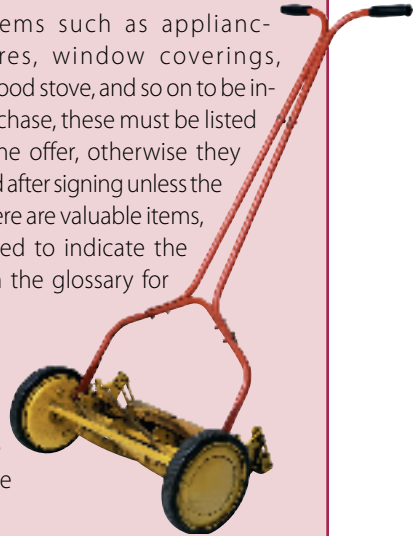 ems such as applianc-
res, window coverings,
ood stove, and so on to be in-
chase, these must be listed
he offer, otherwise they
d after signing unless the
ere are valuable items,
ed to indicate the
n the glossary for
e